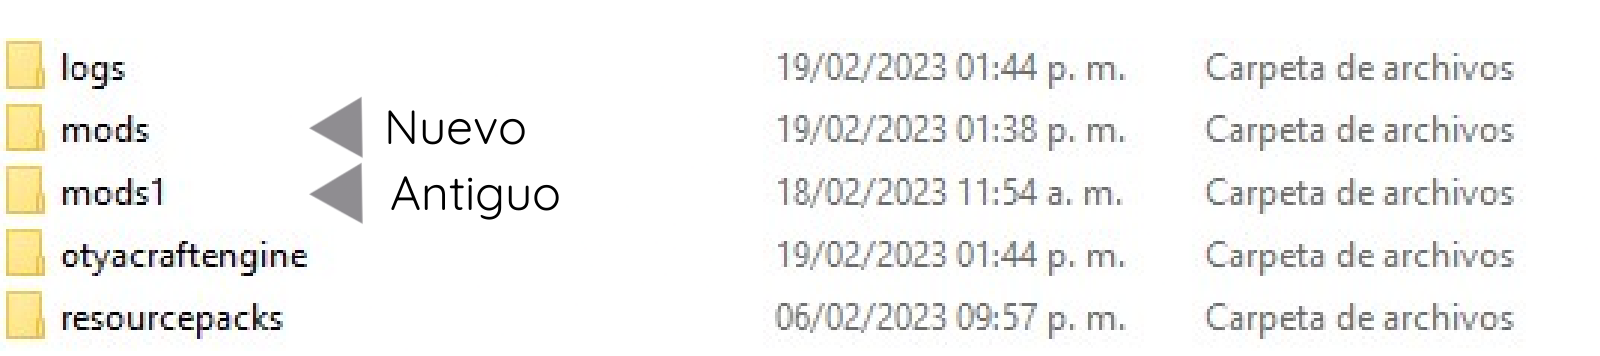 logs 19/02/2023 01:44 p. m. Carpeta de archivos
mods Nuevo 19/02/2023 01:38 p. m. Carpeta de archivos
mods1 Antiguo 18/02/2023 11:54 a. m. Carpeta de archivos
otyacraftengine 19/02/2023 01:44 p. m. Carpeta de archivos
resourcepacks 06/02/2023 09:57 p. m. Carpeta de archivos